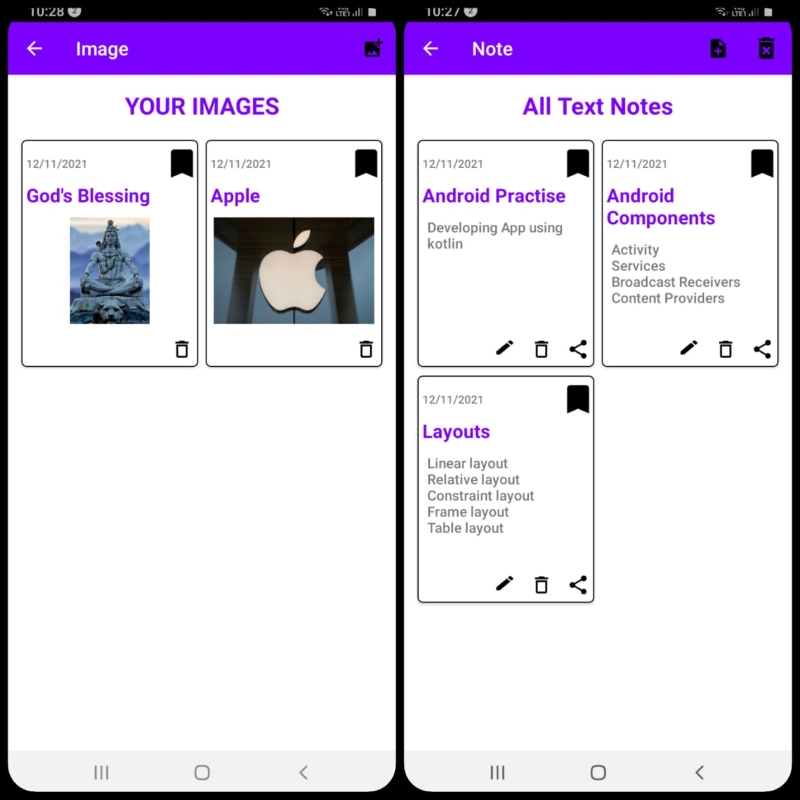 10:28
Image
YOUR IMAGES
12/11/2021
God's Blessing
12/11/2021
Apple
10:27
Note
All Text Notes
12/11/2021
Android Practise
Developing App using
kotlin
12/11/2021
Android
Components
Activity
Services
Broadcast Receivers
Content Providers
12/11/2021
Layouts
Linear layout
Relative layout
Constraint layout
Frame layout
Table layout